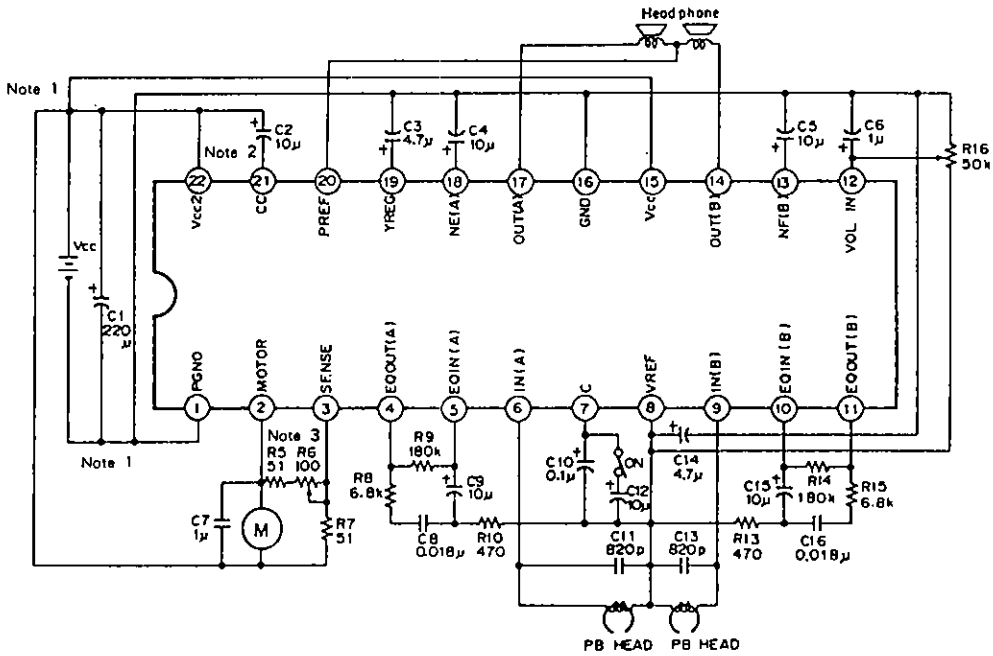 Headphone
Note 1
Note 2
C2
10μ
C3
4.7μ
C4
10μ
C5
10μ
C6
1μ
R16
50k
22
21
20
19
18
17
16
15
14
13
12
Vcc2
CC
PREF
YREG
NE(A)
OUT(A)
GND
Vcc
OUT(B)
NF(B)
VOL IN
Vcc
C1
220
μ
PGNO
MOTOR
SENSE
EQOUT(A)
EQIN(A)
IN(A)
C
VREF
IN(B)
EQIN(B)
EQOUT(B)
1
2
3
4
5
6
7
8
9
10
11
Note 1
Note 3
R5
51
R6
100
R9
180k
R8
6.8k
C9
10μ
C10
0.1μ
ON
C12
10μ
C14
4.7μ
C15
10μ
R14
180k
R15
6.8k
C7
1μ
M
R7
51
C8
0.018μ
R10
470
C11
820p
C13
820p
R13
470
C16
0.018μ
PB HEAD
PB HEAD